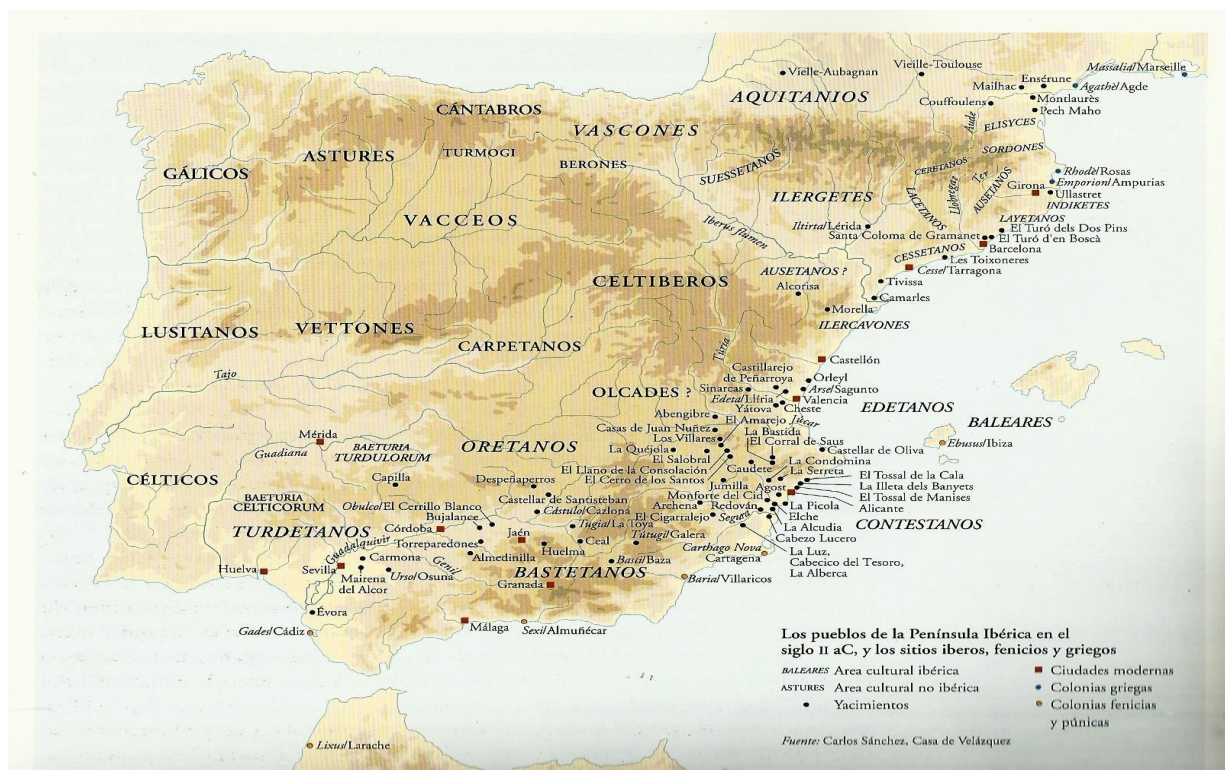 Vielle-Aubagnan
Vieille-Toulouse
Massalia/Marseille
Ensérune
Mailhac
Agathè/Agde
AQUITANIOS
Couffoulens
Montlaurès
Pech Maho
CÁNTABROS
VASCONES
Aude
ELISYCES
ASTURES
TURMOGI
BERONES
SORDONES
GÁLICOS
SUESSETANOS
CERETANOS
Rhodè/Rosas
Emporion/Ampurias
Ter
Girona
Ullastret
ILERGETES
LACETANOS
Llobregat
AUSETANOS
INDIKETES
VACCEOS
Iberus flumen
Iltirta/Lérida
LAYETANOS
El Turó dels Dos Pins
Santa Coloma de Gramanet
El Turó d'en Boscà
Barcelona
CESSETANOS
Les Toixoneres
Cesse/Tarragona
AUSETANOS ?
CELTIBEROS
Alcorisa
Tivissa
Camarles
Morella
ILERCAVONES
LUSITANOS
VETTONES
CARPETANOS
Túria
Castellón
Tajo
Castillarejo
de Peñarroya
Orleyl
OLCADES ?
Sinarcas
Arse/Sagunto
Edeta/Llíria
Valencia
Yátova
Cheste
EDETANOS
BALEARES
Abengibre
El Amarejo
Júcar
Casas de Juan Nuñez
La Bastida
Mérida
Los Villares
El Corral de Saus
Ebusus/Ibiza
BAETURIA
TURDULORUM
ORETANOS
La Quéjola
Castellar de Oliva
Guadiana
El Salobral
La Condomina
El Llano de la Consolación
Caudete
La Serreta
CÉLTICOS
Capilla
Despeñaperros
El Cerro de los Santos
El Tossal de la Cala
Jumilla
Agost
La Illeta dels Banyets
BAETURIA
CELTICORUM
Castellar de Santisteban
Monforte del Cid
El Tossal de Manises
Obulco/El Cerrillo Blanco
Archena
Redován
La Picola
Alicante
Cástulo/Cazlona
El Cigarralejo
Segura
Elche
CONTESTANOS
TURDETANOS
Bujalance
Tugia/La Toya
La Alcudia
Córdoba
Jaén
Tútugi/Galera
Cabezo Lucero
Torreparedones
Huelma
Ceal
Carthago Nova
Guadalquivir
Carmona
Almedinilla
Basti/Baza
Cartagena
La Luz,
Cabecico del Tesoro,
La Alberca
Huelva
Sevilla
Genil
BASTETANOS
Mairena
del Alcor
Urso/Osuna
Granada
Baria/Villaricos
Évora
Gades/Cádiz
Málaga
Sexi/Almuñécar
Lixus/Larache
Los pueblos de la Península Ibérica en el
siglo II aC, y los sitios iberos, fenicios y griegos
BALEARES Area cultural ibérica
ASTURES Area cultural no ibérica
Yacimientos
Ciudades modernas
Colonias griegas
Colonias fenicias
y púnicas
Fuente: Carlos Sánchez, Casa de Velázquez